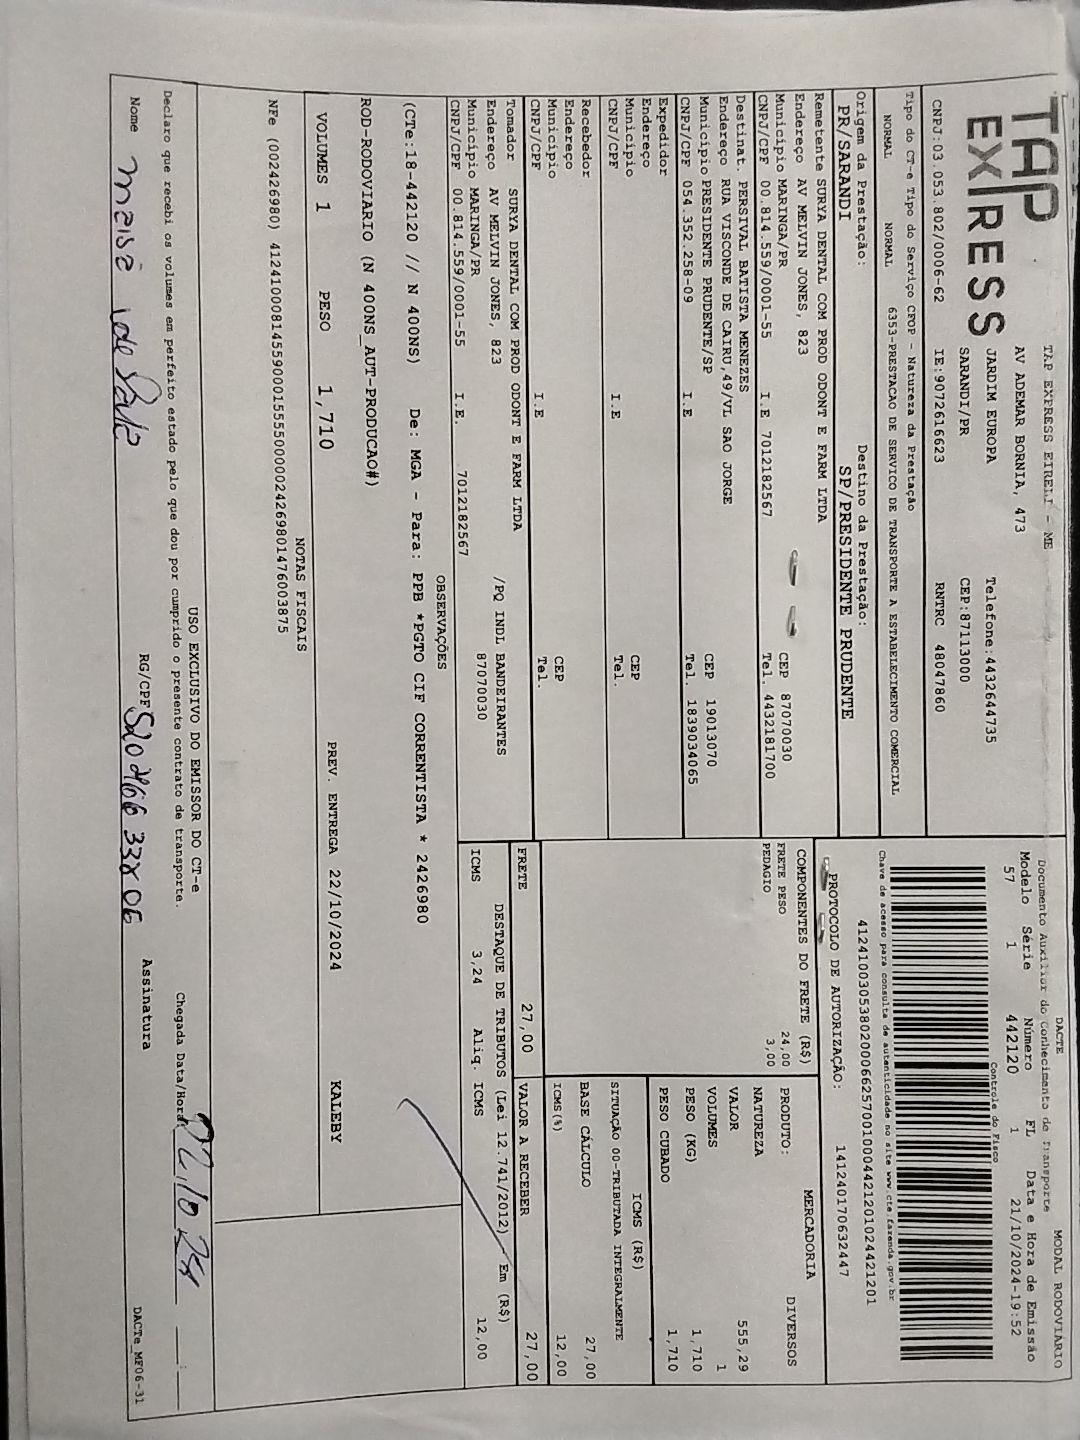 TAP
EXPRESS
TAP EXPRESS EIRELI - ME
AV ADEMAR BORNIA, 473
JARDIM EUROPA Telefone:4432644735
SARANDI/PR CEP:87113000
CNPJ:03.053.802/0006-62 IE:9072616623 RNTRC 48047860
DACTE MODAL RODOVIÁRIO
Documento Auxiliar do Conhecimento do Transporte
Modelo Série Número FL Data e Hora de Emissão
57 1 442120 1 21/10/2024-19:52
Controle do Fisco
Chave de acesso para consulta de autenticidade no site www.cte.fazenda.gov.br
41241003053802000662570010004421201024421201
PROTOCOLO DE AUTORIZAÇÃO: 141240170632447
Tipo do CT-e Tipo do Serviço CFOP - Natureza da Prestação
NORMAL NORMAL 6353-PRESTACAO DE SERVICO DE TRANSPORTE A ESTABELECIMENTO COMERCIAL
Origem da Prestação: Destino da Prestação:
PR/SARANDI SP/PRESIDENTE PRUDENTE
Remetente SURYA DENTAL COM PROD ODONT E FARM LTDA
Endereço AV MELVIN JONES, 823
Município MARINGA/PR CEP 87070030
CNPJ/CPF 00.814.559/0001-55 I.E 7012182567 Tel. 4432181700
Destinat. PERSIVAL BATISTA MENEZES
Endereço RUA VISCONDE DE CAIRU,49/VL SAO JORGE
Município PRESIDENTE PRUDENTE/SP CEP 19013070
CNPJ/CPF 054.352.258-09 I.E Tel. 1839034065
Expedidor
Endereço
Município CEP
CNPJ/CPF I.E Tel.
Recebedor
Endereço
Município CEP
CNPJ/CPF I.E Tel.
Tomador SURYA DENTAL COM PROD ODONT E FARM LTDA
Endereço AV MELVIN JONES, 823 /PQ INDL BANDEIRANTES
Município MARINGA/PR 87070030
CNPJ/CPF 00.814.559/0001-55 I.E. 7012182567
COMPONENTES DO FRETE (R$)
FRETE PESO 24,00
PEDAGIO 3,00
MERCADORIA
PRODUTO: DIVERSOS
NATUREZA
VALOR 555,29
VOLUMES 1
PESO (KG) 1,710
PESO CUBADO 1,710
ICMS (R$)
SITUAÇÃO 00-TRIBUTADA INTEGRALMENTE
BASE CÁLCULO 27,00
ICMS(%) 12,00
FRETE 27,00 VALOR A RECEBER 27,00
DESTAQUE DE TRIBUTOS (Lei 12.741/2012) - Em (R$)
ICMS 3,24 Aliq. ICMS 12,00
OBSERVAÇÕES
(CTe:18-442120 // N 400NS) De: MGA - Para: PPB *PGTO CIF CORRENTISTA * 2426980
ROD-RODOVIARIO (N 400NS_AUT-PRODUCAO#)
VOLUMES 1 PESO 1,710 PREV. ENTREGA 22/10/2024 KALEBY
NOTAS FISCAIS
NFe (002426980) 41241000814559000155550000024269801476003875
USO EXCLUSIVO DO EMISSOR DO CT-e
Declaro que recebi os volumes em perfeito estado pelo que dou por cumprido o presente contrato de transporte. Chegada Data/Hora 22,10 24 :
Nome RG/CPF Assinatura
DACTe_MF06-31